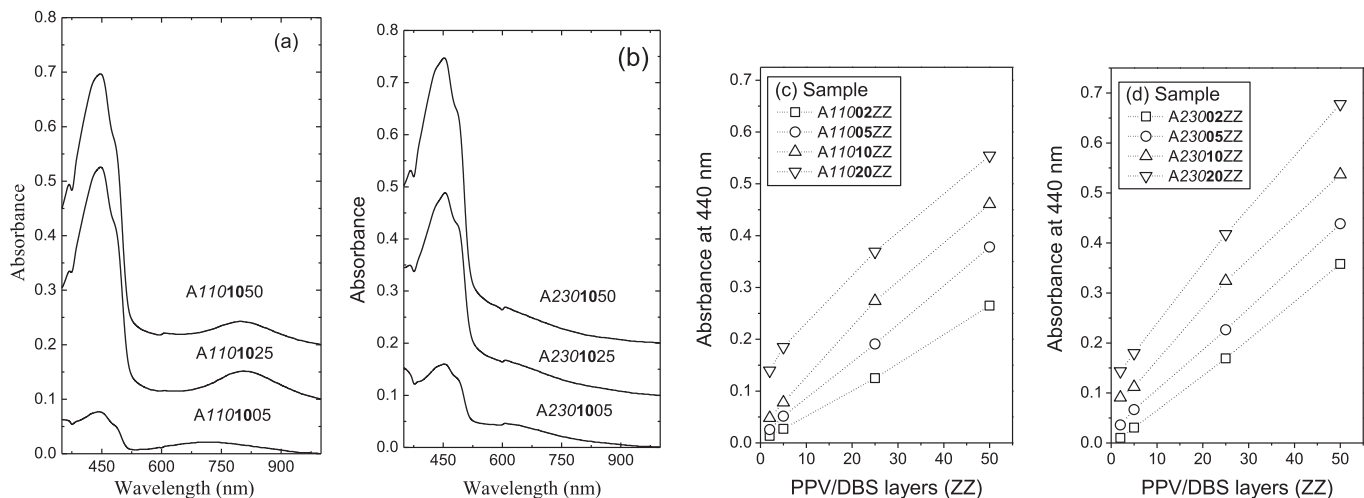 (a)
0.8
0.7
0.6
0.5
0.4
0.3
0.2
0.1
0.0
Absorbance
A1101050
A1101025
A1101005
450 600 750 900
Wavelength (nm)
(b)
0.8
0.7
0.6
0.5
0.4
0.3
0.2
0.1
0.0
Absorbance
A2301050
A2301025
A2301005
450 600 750 900
Wavelength (nm)
0.7
0.6
0.5
0.4
0.3
0.2
0.1
0.0
Absrbance at 440 nm
(c) Sample
A11002ZZ
A11005ZZ
A11010ZZ
A11020ZZ
0 10 20 30 40 50
PPV/DBS layers (ZZ)
0.7
0.6
0.5
0.4
0.3
0.2
0.1
0.0
Absorbance at 440 nm
(d) Sample
A23002ZZ
A23005ZZ
A23010ZZ
A23020ZZ
0 10 20 30 40 50
PPV/DBS layers (ZZ)